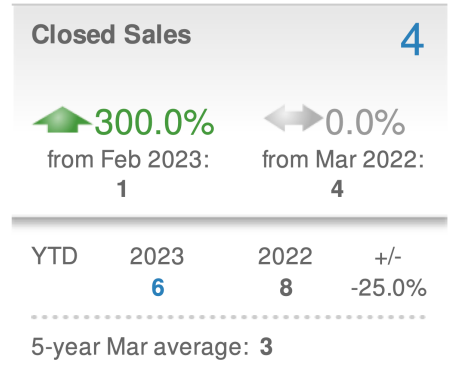 Closed Sales 4
300.0% 0.0%
from Feb 2023: from Mar 2022:
1 4
YTD 2023 2022 +/-
6 8 -25.0%
5-year Mar average: 3